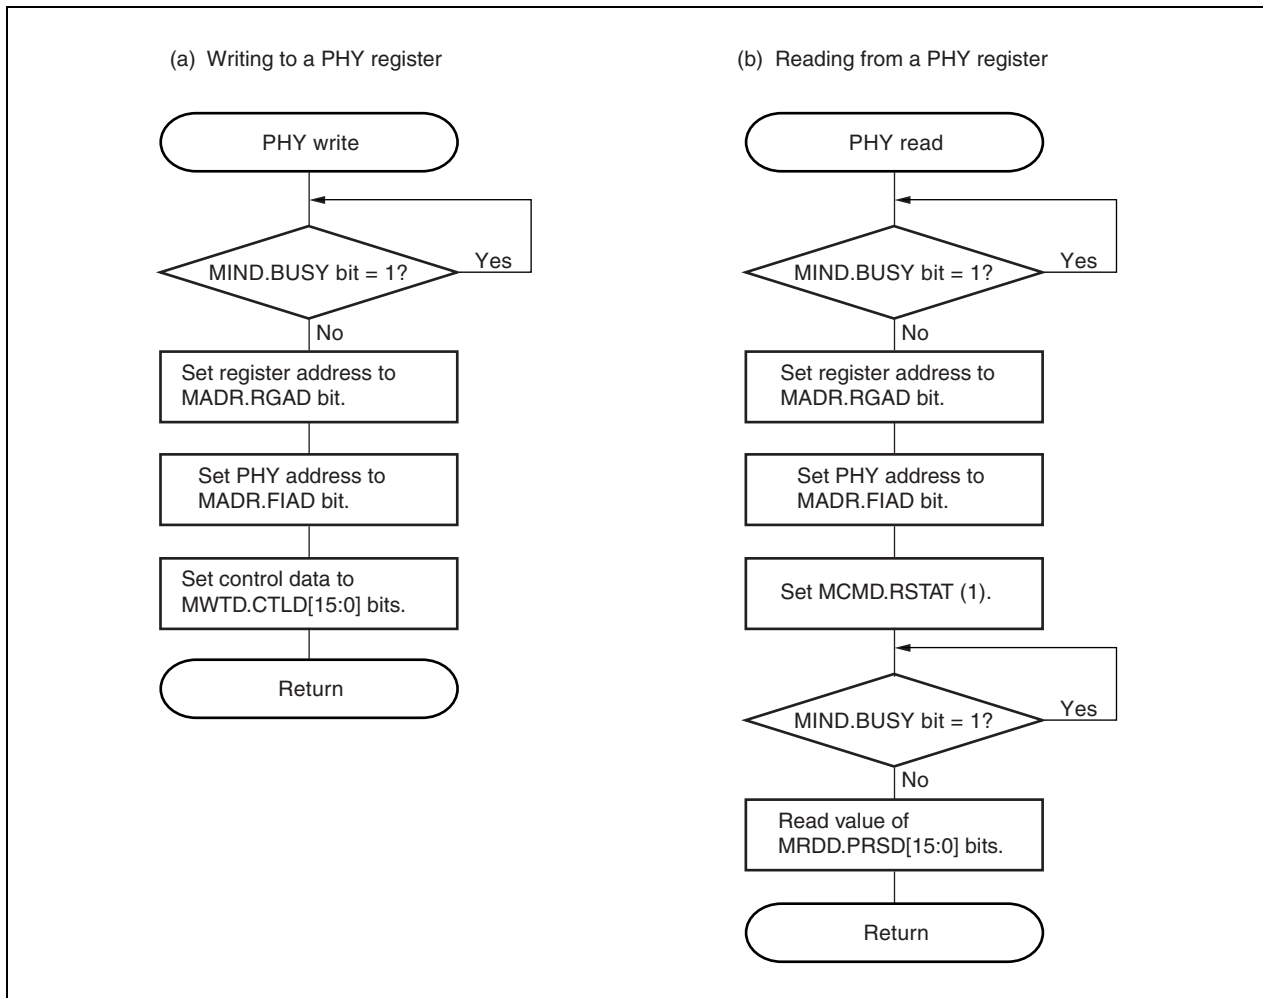 (a) Writing to a PHY register
PHY write
MIND.BUSY bit = 1?
Yes
No
Set register address to
MADR.RGAD bit.
Set PHY address to
MADR.FIAD bit.
Set control data to
MWTD.CTLD[15:0] bits.
Return
(b) Reading from a PHY register
PHY read
MIND.BUSY bit = 1?
Yes
No
Set register address to
MADR.RGAD bit.
Set PHY address to
MADR.FIAD bit.
Set MCMD.RSTAT (1).
MIND.BUSY bit = 1?
Yes
No
Read value of
MRDD.PRSD[15:0] bits.
Return